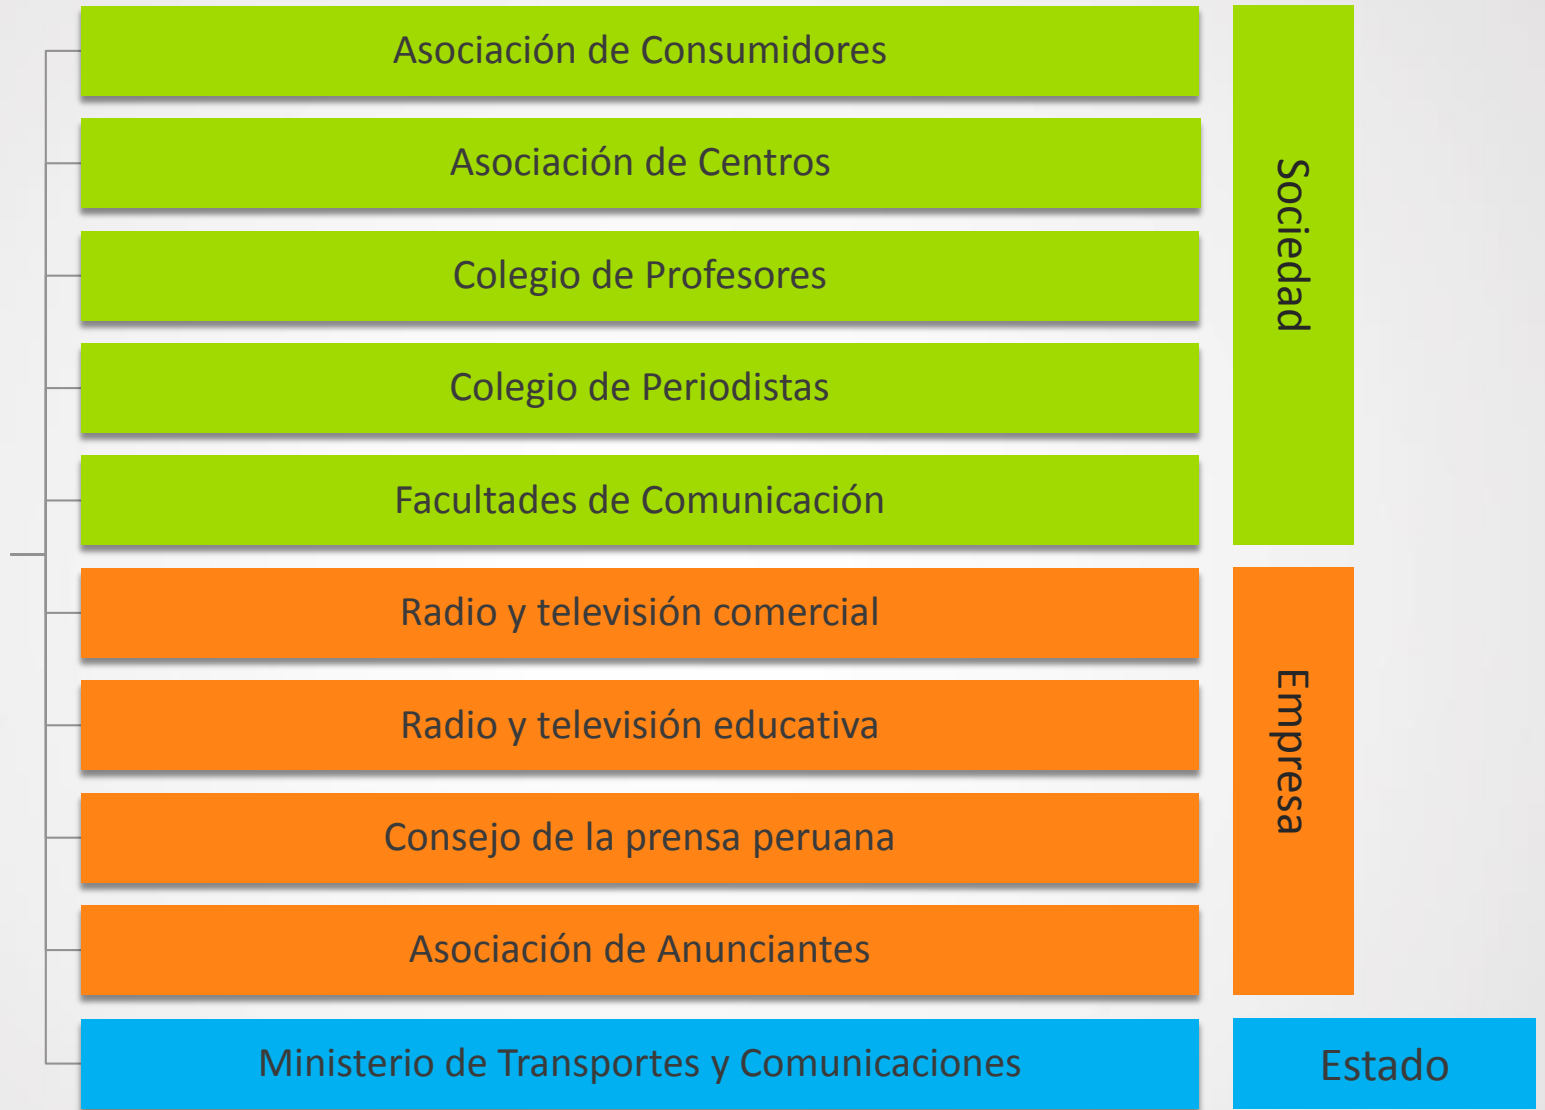 Asociación de Consumidores
Asociación de Centros
Colegio de Profesores
Colegio de Periodistas
Facultades de Comunicación
Sociedad
Radio y televisión comercial
Radio y televisión educativa
Consejo de la prensa peruana
Asociación de Anunciantes
Empresa
Ministerio de Transportes y Comunicaciones
Estado